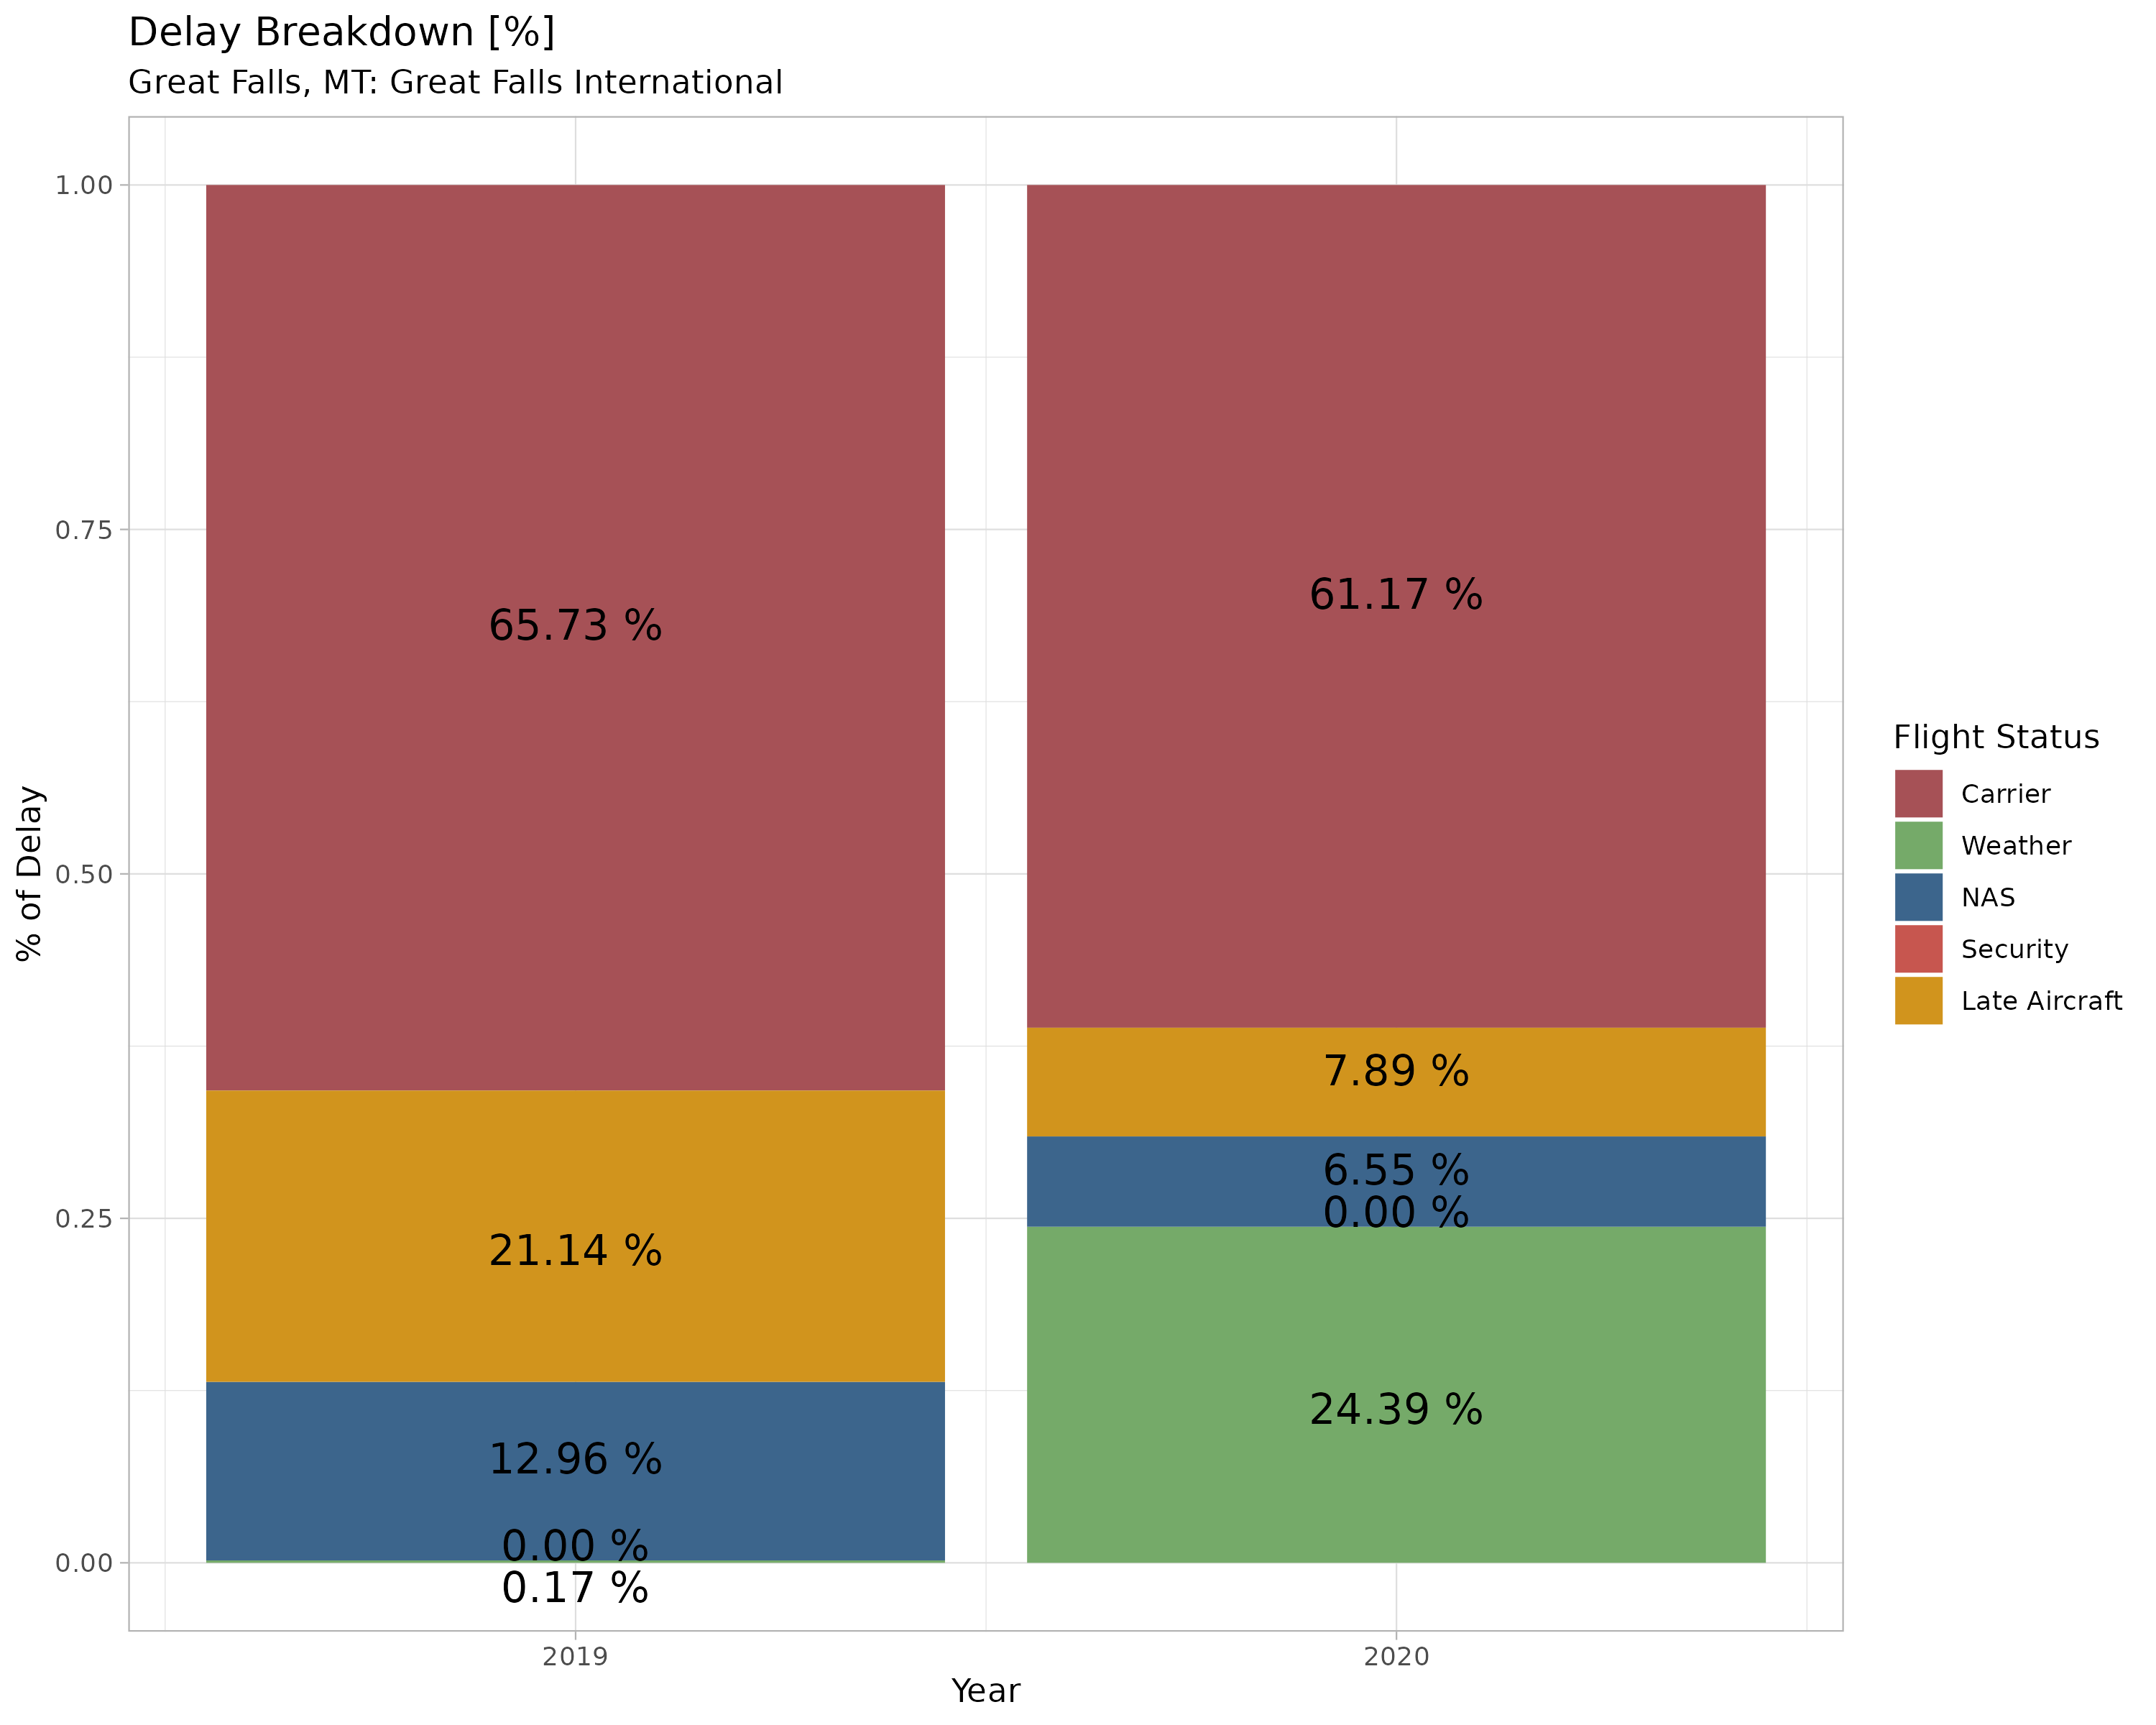 Delay Breakdown [%]
Great Falls, MT: Great Falls International
1.00
0.75
0.50
0.25
0.00
% of Delay
65.73 %
21.14 %
12.96 %
0.00 %
0.17 %
61.17 %
7.89 %
6.55 %
0.00 %
24.39 %
2019
2020
Year
Flight Status
Carrier
Weather
NAS
Security
Late Aircraft